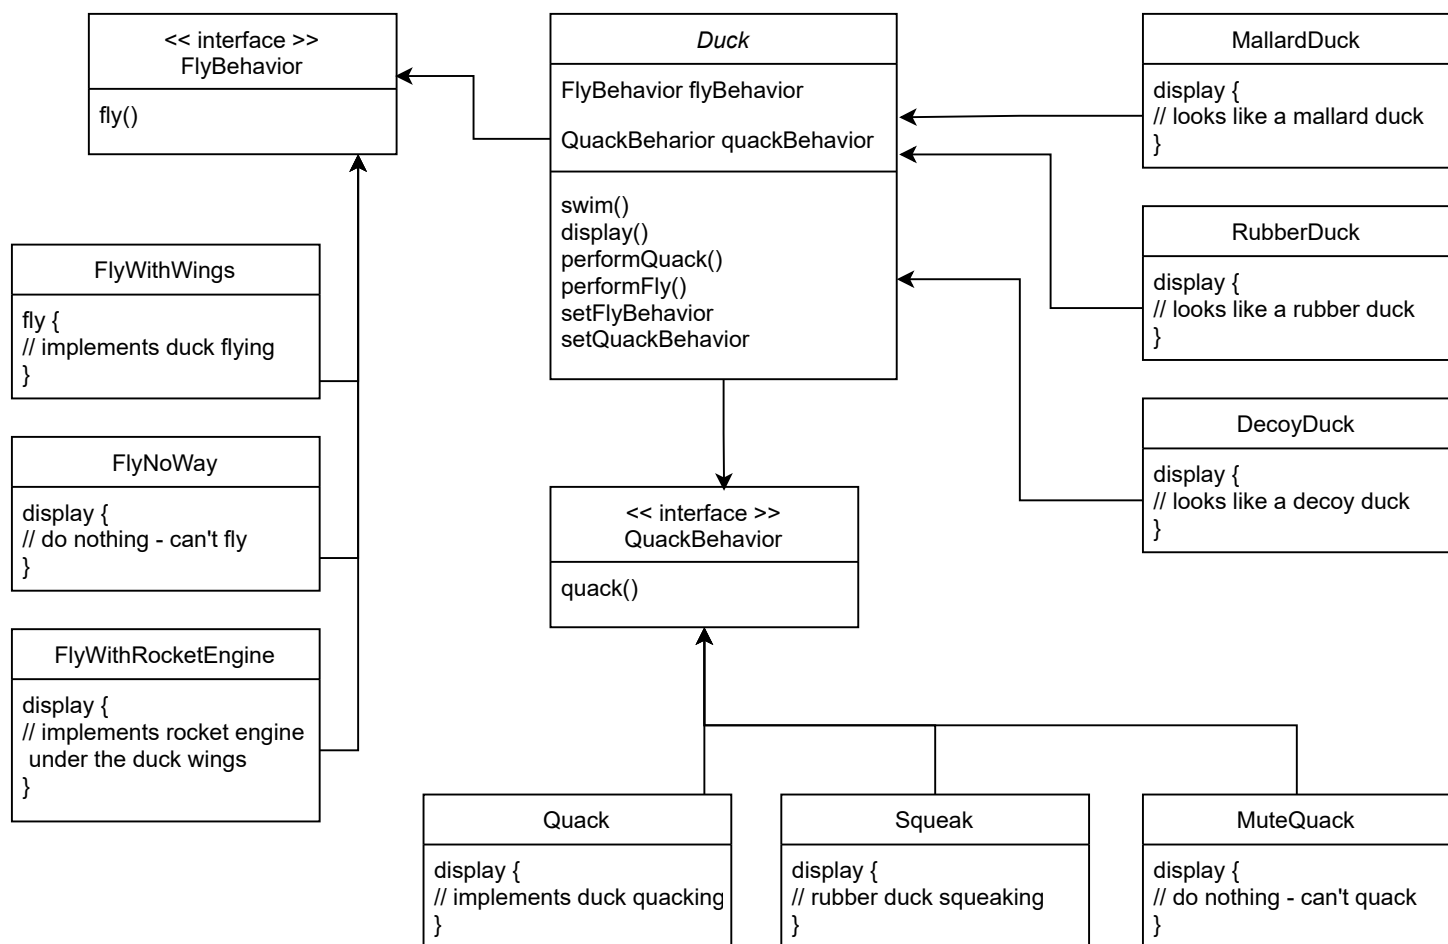 << interface >>
FlyBehavior
fly()
Duck
FlyBehavior flyBehavior
QuackBeharior quackBehavior
swim()
display()
performQuack()
performFly()
setFlyBehavior
setQuackBehavior
MallardDuck
display {
// looks like a mallard duck
}
RubberDuck
display {
// looks like a rubber duck
}
DecoyDuck
display {
// looks like a decoy duck
}
FlyWithWings
fly {
// implements duck flying
}
FlyNoWay
display {
// do nothing - can't fly
}
FlyWithRocketEngine
display {
// implements rocket engine
under the duck wings
}
<< interface >>
QuackBehavior
quack()
Quack
display {
// implements duck quacking
}
Squeak
display {
// rubber duck squeaking
}
MuteQuack
display {
// do nothing - can't quack
}